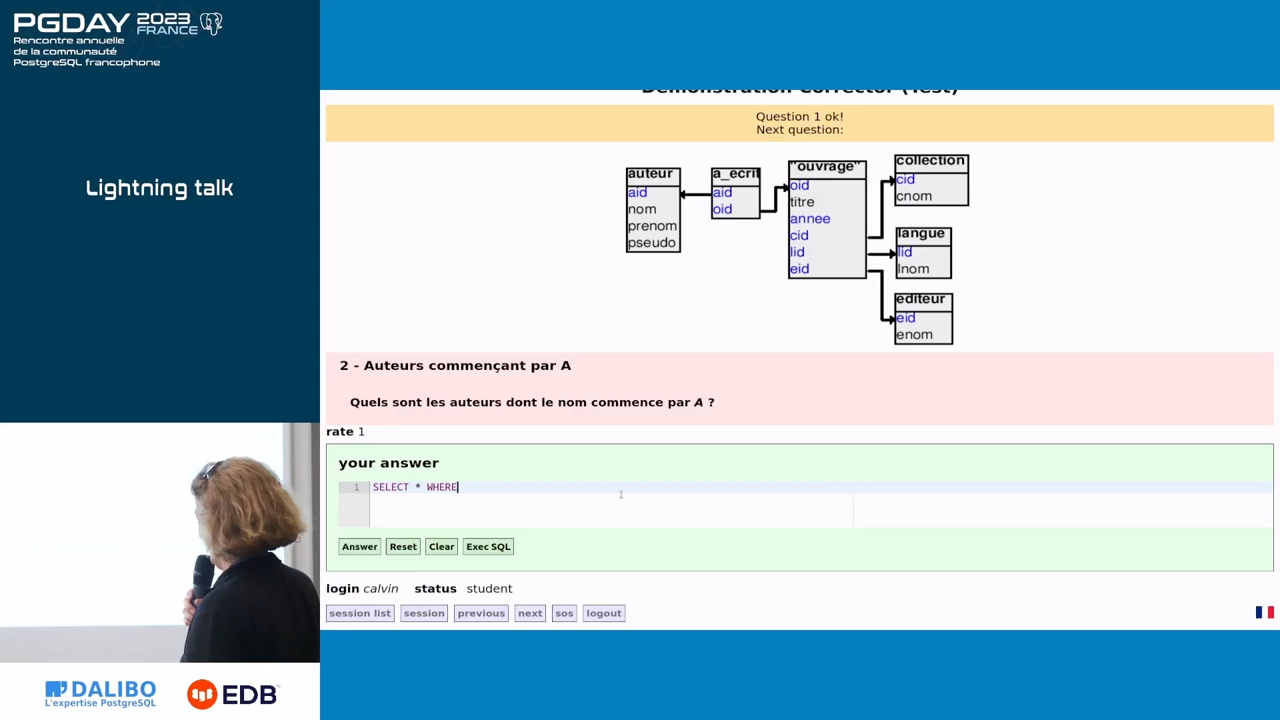 PGDAY 2023 FRANCE
Rencontre annuelle
de la communauté
PostgreSQL francophone
Lightning talk
Demonstration Corrector (Test)
Question 1 ok!
Next question:
auteur
aid
nom
prenom
pseudo
a_ecrit
aid
oid
"ouvrage"
oid
titre
annee
cid
lid
eid
collection
cid
cnom
langue
lid
lnom
editeur
eid
enom
2 - Auteurs commençant par A
Quels sont les auteurs dont le nom commence par A ?
rate 1
your answer
1 SELECT * WHERE
Answer Reset Clear Exec SQL
login calvin status student
session list session previous next sos logout
DALIBO
L'expertise PostgreSQL
EDB